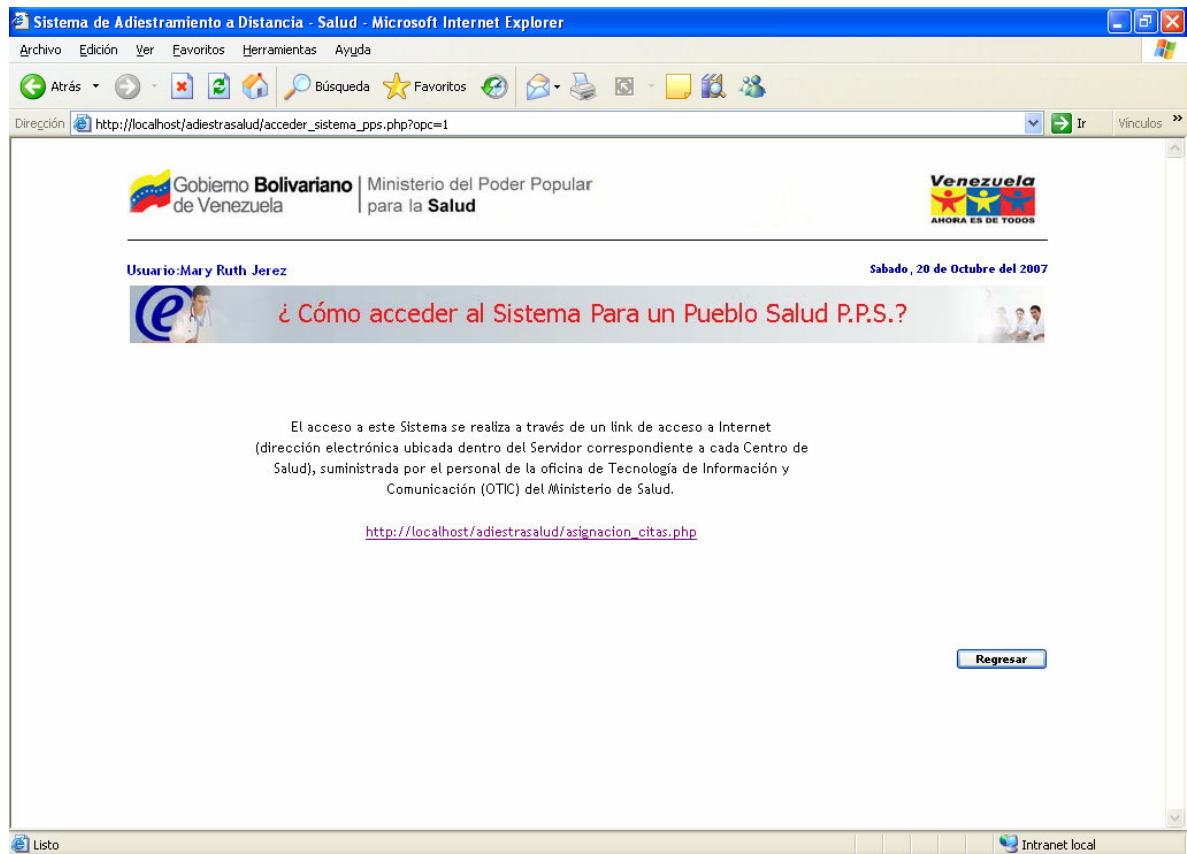 Sistema de Adiestramiento a Distancia - Salud - Microsoft Internet Explorer
Archivo Edición Ver Favoritos Herramientas Ayuda
Atrás Búsqueda Favoritos
Dirección http://localhost/adiestrasalud/acceder_sistema_pps.php?opc=1 Ir Vínculos »
Gobierno Bolivariano
de Venezuela
Ministerio del Poder Popular
para la Salud
Venezuela
AHORA ES DE TODOS
Usuario:Mary Ruth Jerez
Sabado , 20 de Octubre del 2007
e
¿ Cómo acceder al Sistema Para un Pueblo Salud P.P.S.?
El acceso a este Sistema se realiza a través de un link de acceso a Internet
(dirección electrónica ubicada dentro del Servidor correspondiente a cada Centro de
Salud), suministrada por el personal de la oficina de Tecnología de Información y
Comunicación (OTIC) del Ministerio de Salud.
http://localhost/adiestrasalud/asignacion_citas.php
Regresar
Listo
Intranet local